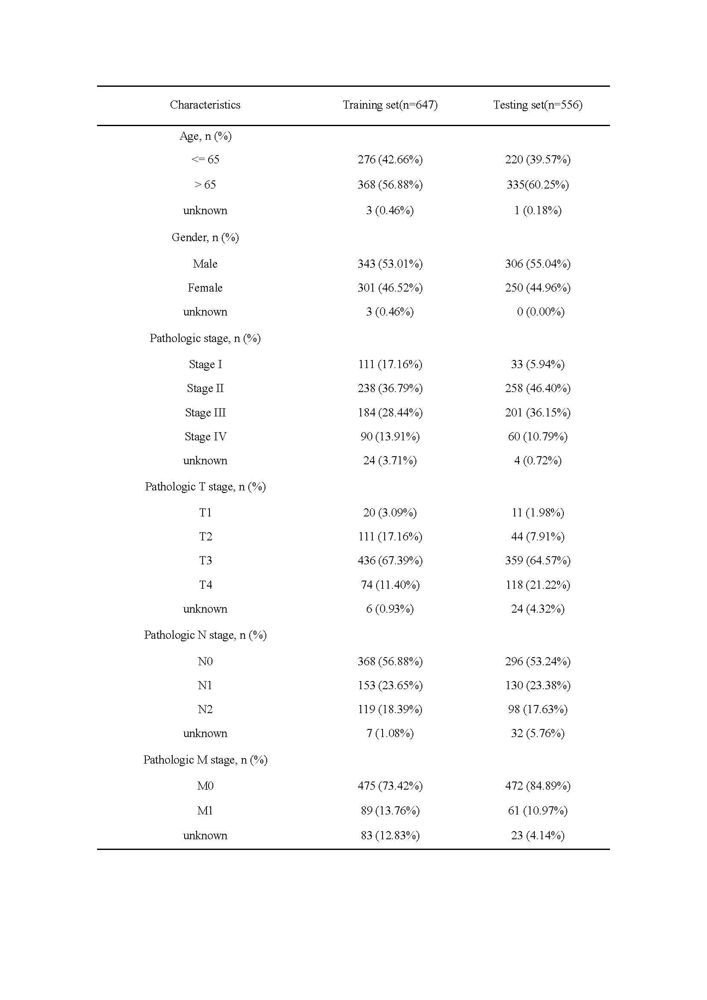 Characteristics Training set(n=647) Testing set(n=556)
Age, n (%)
<= 65 276 (42.66%) 220 (39.57%)
> 65 368 (56.88%) 335(60.25%)
unknown 3 (0.46%) 1 (0.18%)
Gender, n (%)
Male 343 (53.01%) 306 (55.04%)
Female 301 (46.52%) 250 (44.96%)
unknown 3 (0.46%) 0 (0.00%)
Pathologic stage, n (%)
Stage I 111 (17.16%) 33 (5.94%)
Stage II 238 (36.79%) 258 (46.40%)
Stage III 184 (28.44%) 201 (36.15%)
Stage IV 90 (13.91%) 60 (10.79%)
unknown 24 (3.71%) 4 (0.72%)
Pathologic T stage, n (%)
T1 20 (3.09%) 11 (1.98%)
T2 111 (17.16%) 44 (7.91%)
T3 436 (67.39%) 359 (64.57%)
T4 74 (11.40%) 118 (21.22%)
unknown 6 (0.93%) 24 (4.32%)
Pathologic N stage, n (%)
N0 368 (56.88%) 296 (53.24%)
N1 153 (23.65%) 130 (23.38%)
N2 119 (18.39%) 98 (17.63%)
unknown 7 (1.08%) 32 (5.76%)
Pathologic M stage, n (%)
M0 475 (73.42%) 472 (84.89%)
M1 89 (13.76%) 61 (10.97%)
unknown 83 (12.83%) 23 (4.14%)